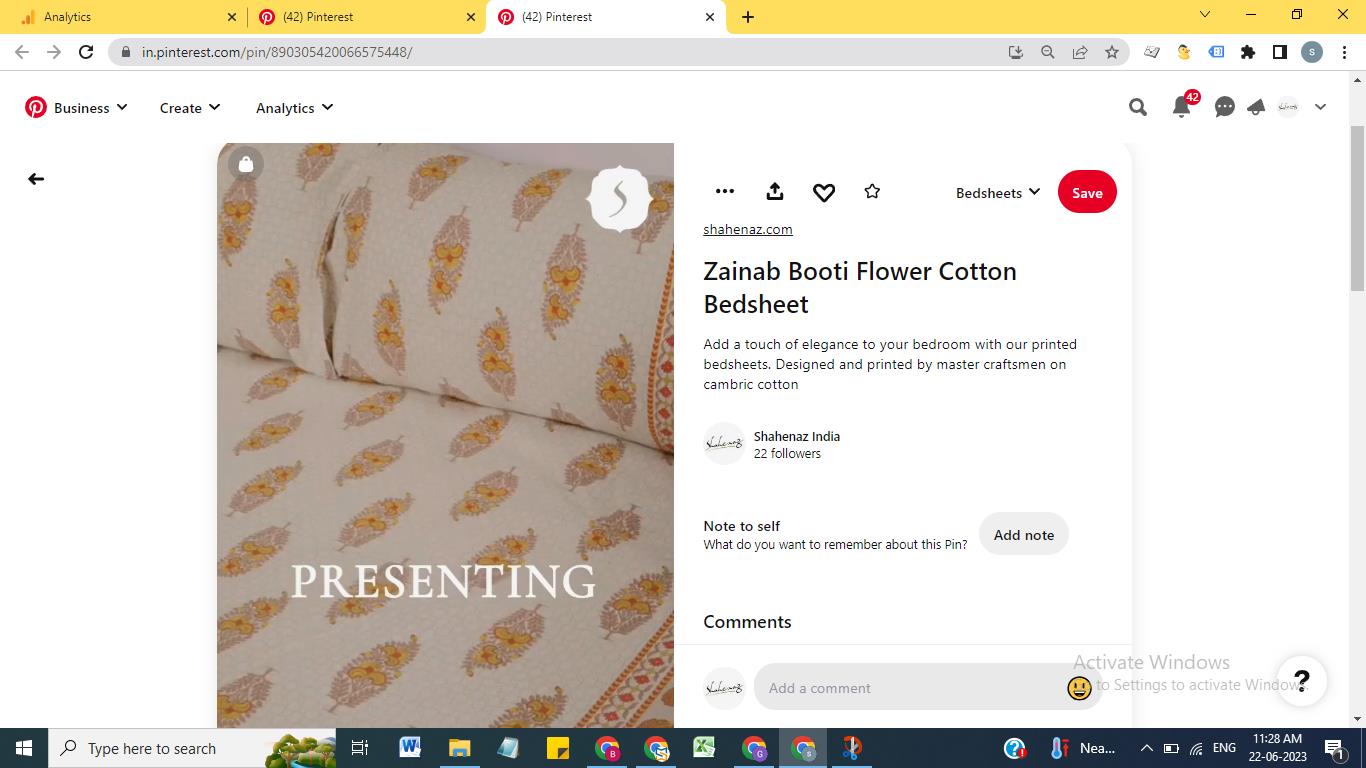 Analytics
(42) Pinterest
(42) Pinterest
in.pinterest.com/pin/890305420066575448/
S
Business
Create
Analytics
42
S
Bedsheets
Save
shahenaz.com
Zainab Booti Flower Cotton
Bedsheet
Add a touch of elegance to your bedroom with our printed
bedsheets. Designed and printed by master craftsmen on
cambric cotton
Shahenaz
Shahenaz India
22 followers
Note to self
What do you want to remember about this Pin?
Add note
PRESENTING
Comments
Shahenaz
Add a comment
Activate Windows
to Settings to activate Windows.
?
Type here to search
B
G
S
Nea...
ENG
11:28 AM
22-06-2023
1